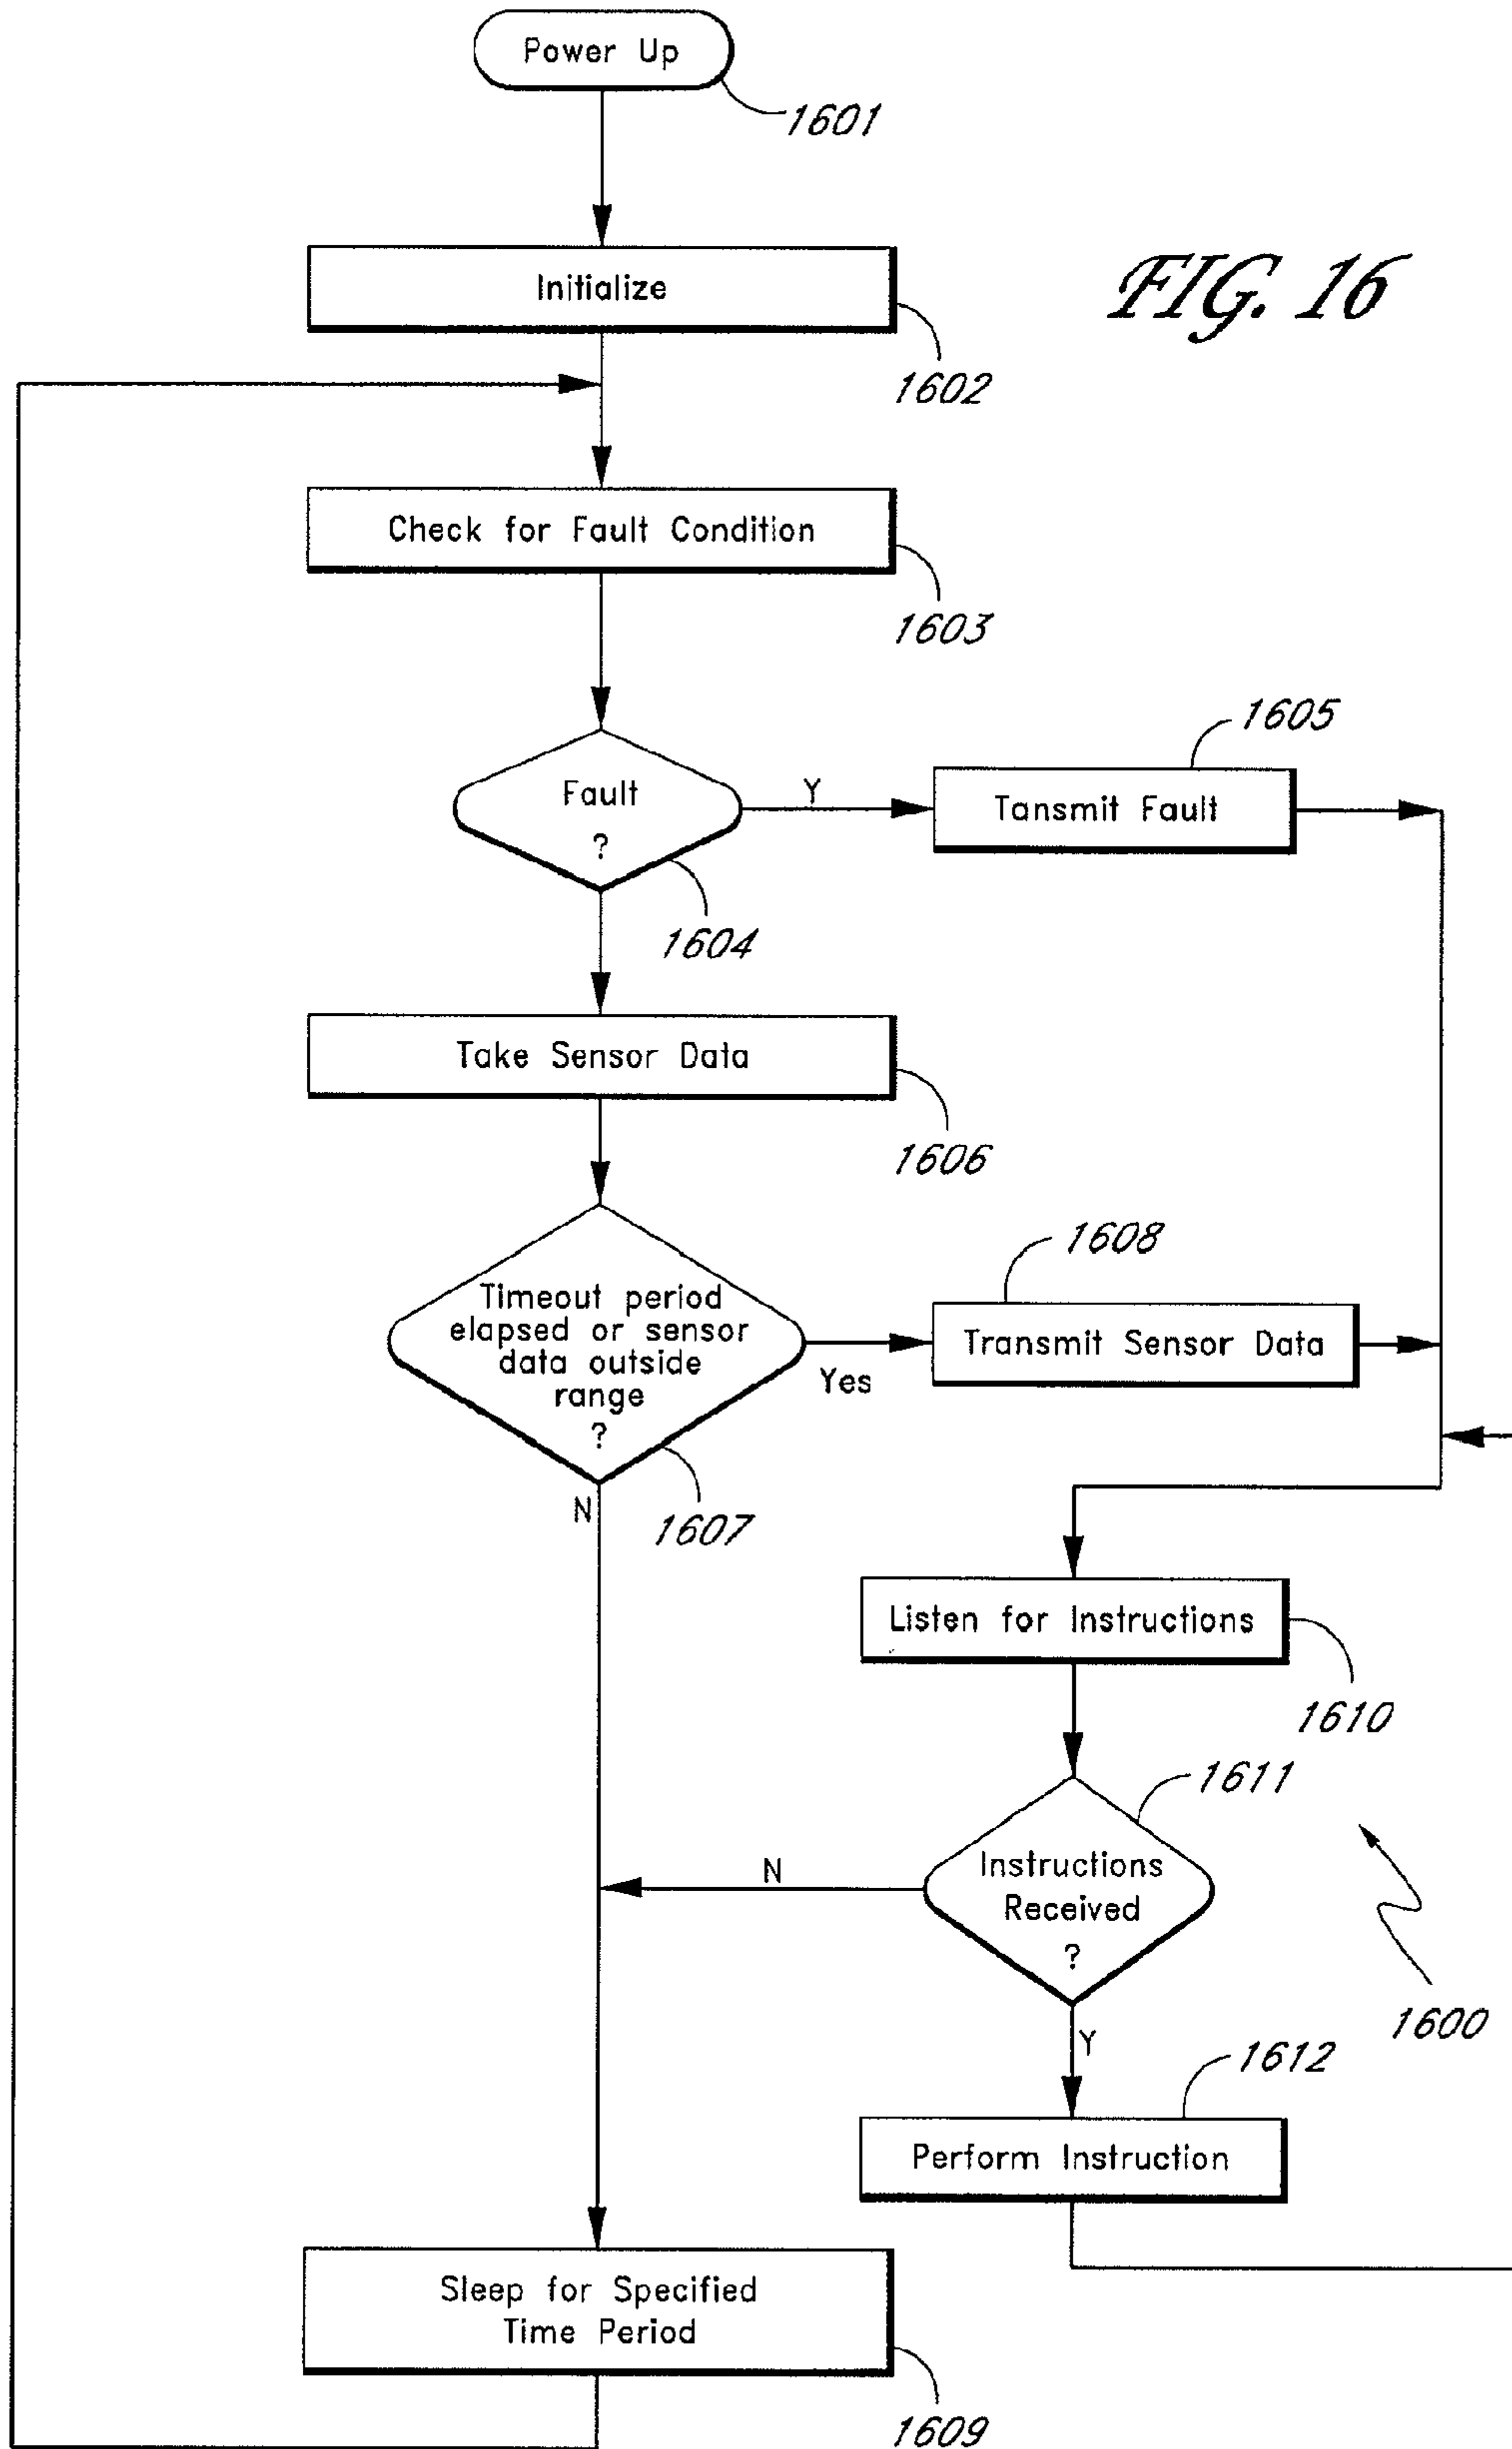 Power Up
1601
FIG. 16
Initialize
1602
Check for Fault Condition
1603
1605
Fault
?
Y
Tansmit Fault
1604
Take Sensor Data
1606
1608
Timeout period
elapsed or sensor
data outside
range
?
Yes
Transmit Sensor Data
N
1607
Listen for Instructions
1610
1611
Instructions
Received
?
N
1600
Y
1612
Perform Instruction
Sleep for Specified
Time Period
1609